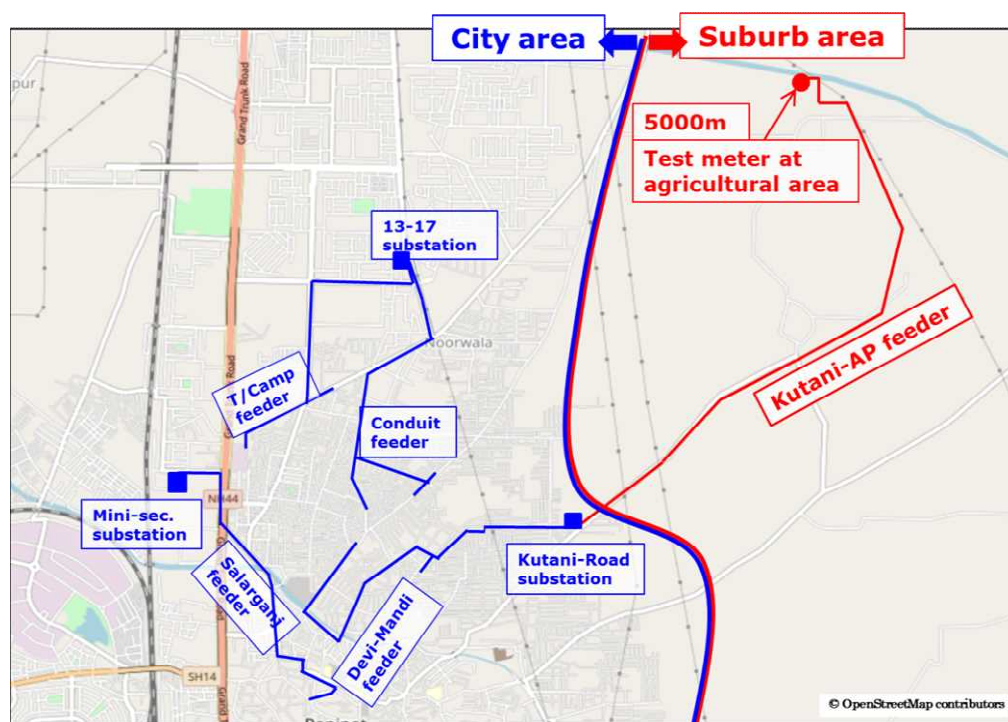 City area
Suburb area
pur
Grand Trunk Road
5000m
Test meter at
agricultural area
13-17
substation
Noorwala
Kutani-AP feeder
T/Camp
feeder
Conduit
feeder
NH44
Mini-sec.
substation
Kutani-Road
substation
Salarganj
feeder
Devi-Mandi
feeder
SH14
© OpenStreetMap contributors